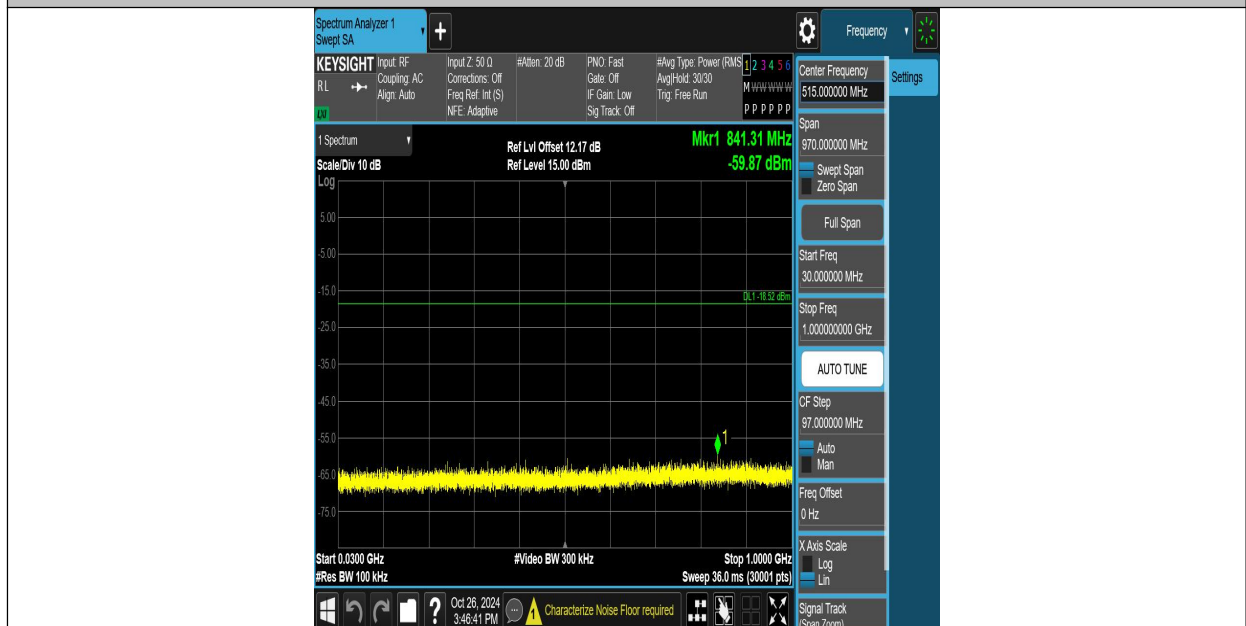 Spectrum Analyzer 1
Swept SA
+
Frequency
KEYSIGHT
RL
LXI
Input: RF
Coupling: AC
Align: Auto
Input Z: 50 Ω
Corrections: Off
Freq Ref: Int (S)
NFE: Adaptive
#Atten: 20 dB
PNO: Fast
Gate: Off
IF Gain: Low
Sig Track: Off
#Avg Type: Power (RMS
Avg|Hold: 30/30
Trig: Free Run
1 2 3 4 5 6
M W W W W W
P P P P P P
1 Spectrum
Scale/Div 10 dB
Ref Lvl Offset 12.17 dB
Ref Level 15.00 dBm
Mkr1 841.31 MHz
-59.87 dBm
Log
5.00
-5.00
-15.0
DL1 -18.52 dBm
-25.0
-35.0
-45.0
-55.0
1
-65.0
-75.0
Start 0.0300 GHz
#Res BW 100 kHz
#Video BW 300 kHz
Stop 1.0000 GHz
Sweep 36.0 ms (30001 pts)
Center Frequency
515.000000 MHz
Settings
Span
970.000000 MHz
Swept Span
Zero Span
Full Span
Start Freq
30.000000 MHz
Stop Freq
1.000000000 GHz
AUTO TUNE
CF Step
97.000000 MHz
Auto
Man
Freq Offset
0 Hz
X Axis Scale
Log
Lin
Signal Track
(Span Zoom)
?
Oct 26, 2024
3:46:41 PM
1
Characterize Noise Floor required